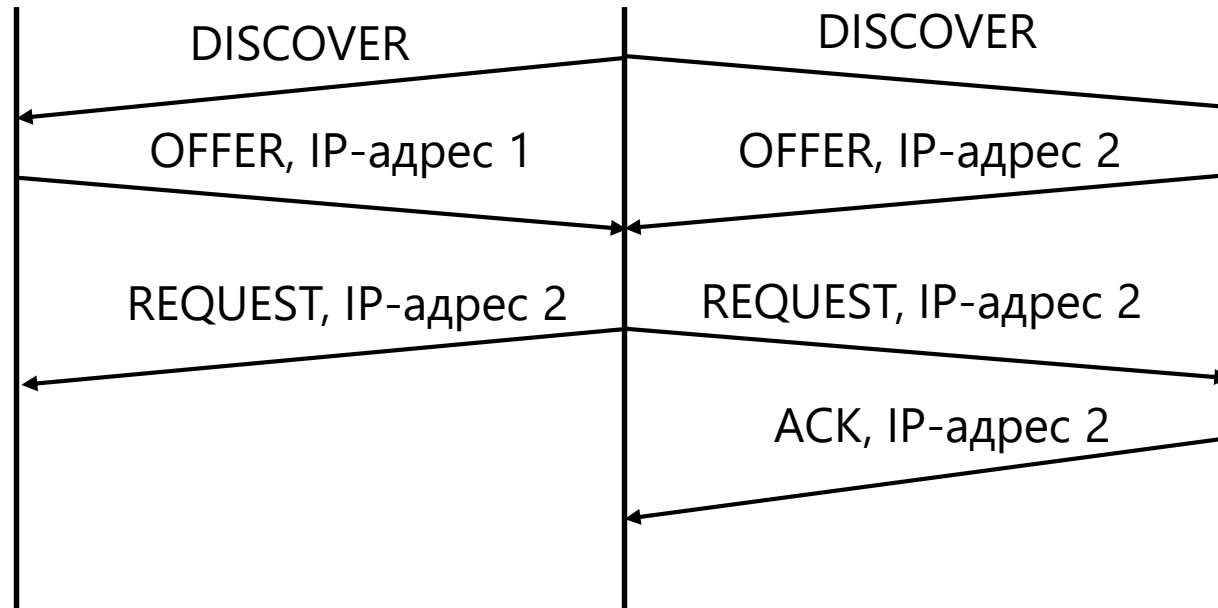 DISCOVER
DISCOVER
OFFER, IP-адрес 1
OFFER, IP-адрес 2
REQUEST, IP-адрес 2
REQUEST, IP-адрес 2
ACK, IP-адрес 2